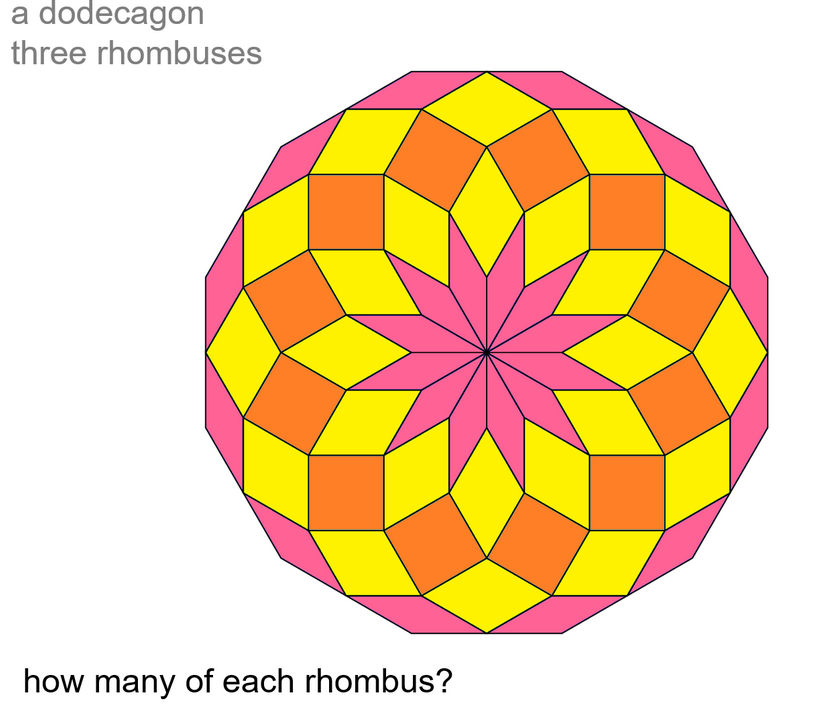 a dodecagon
three rhombuses
how many of each rhombus?